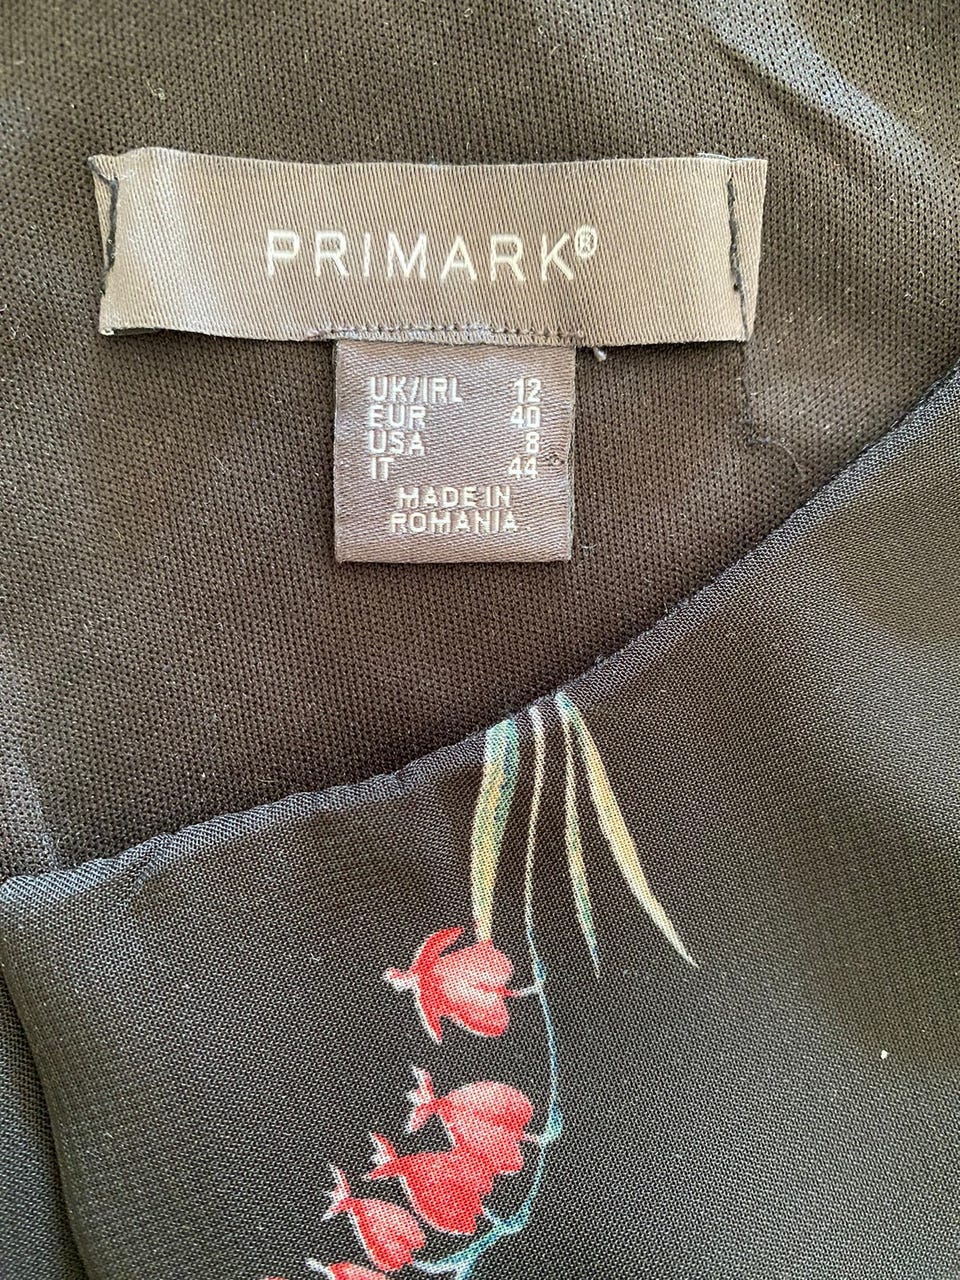 PRIMARK®
UK/IRL 12
EUR 40
USA 8
IT 44
MADE IN
ROMANIA